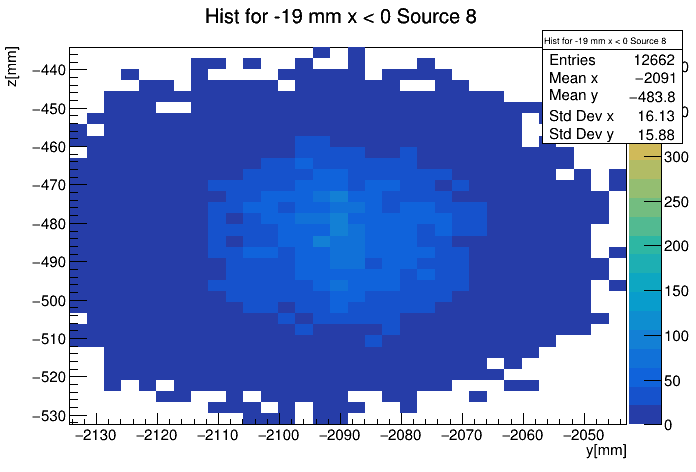 Hist for -19 mm x < 0 Source 8
Hist for -19 mm x < 0 Source 8
Entries 12662
Mean x −2091
Mean y −483.8
Std Dev x 16.13
Std Dev y 15.88
z[mm]
−440
−450
−460
−470
−480
−490
−500
−510
−520
−530
−2130 −2120 −2110 −2100 −2090 −2080 −2070 −2060 −2050
y[mm]
300
250
200
150
100
50
0